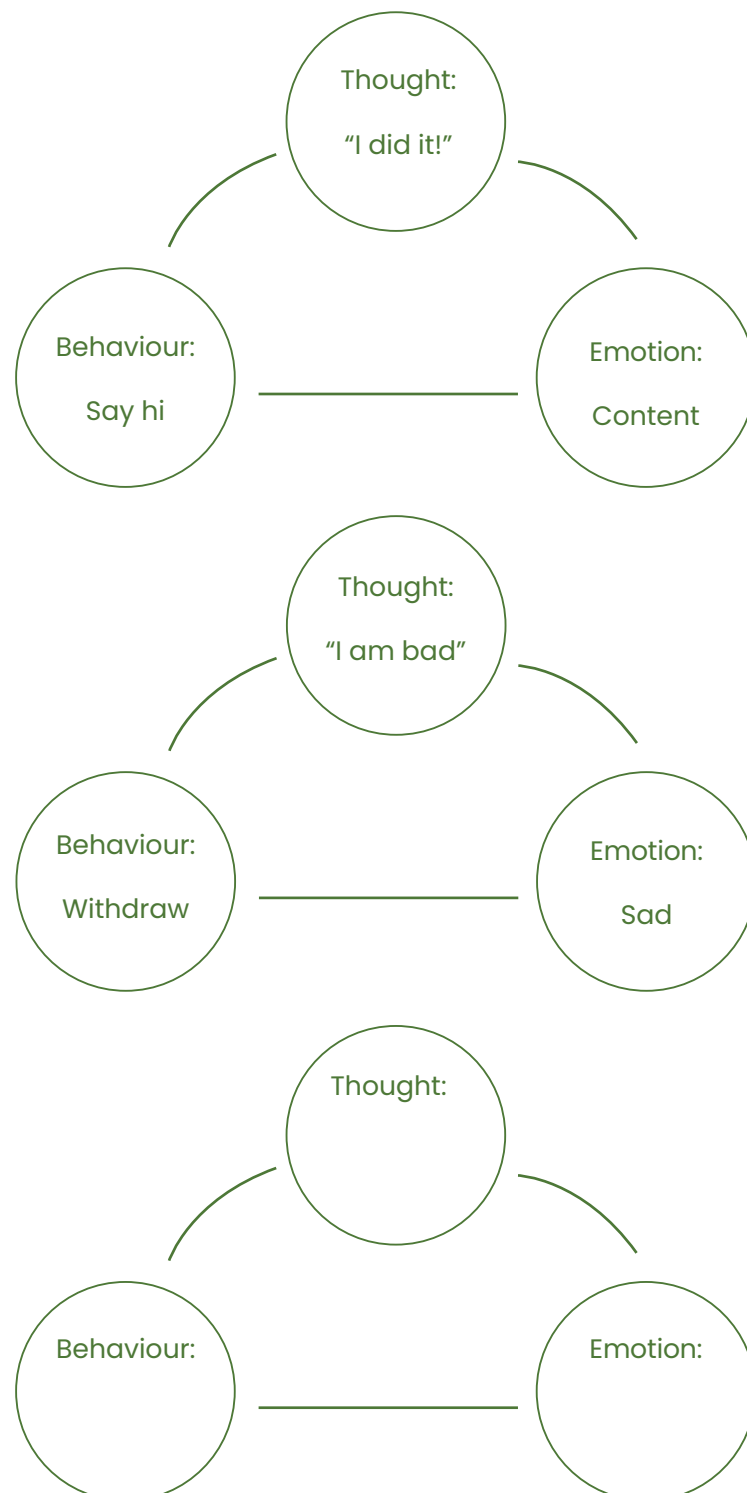 Thought:
“I did it!”
Behaviour:
Say hi
Emotion:
Content
Thought:
“I am bad”
Behaviour:
Withdraw
Emotion:
Sad
Thought:
Behaviour:
Emotion: